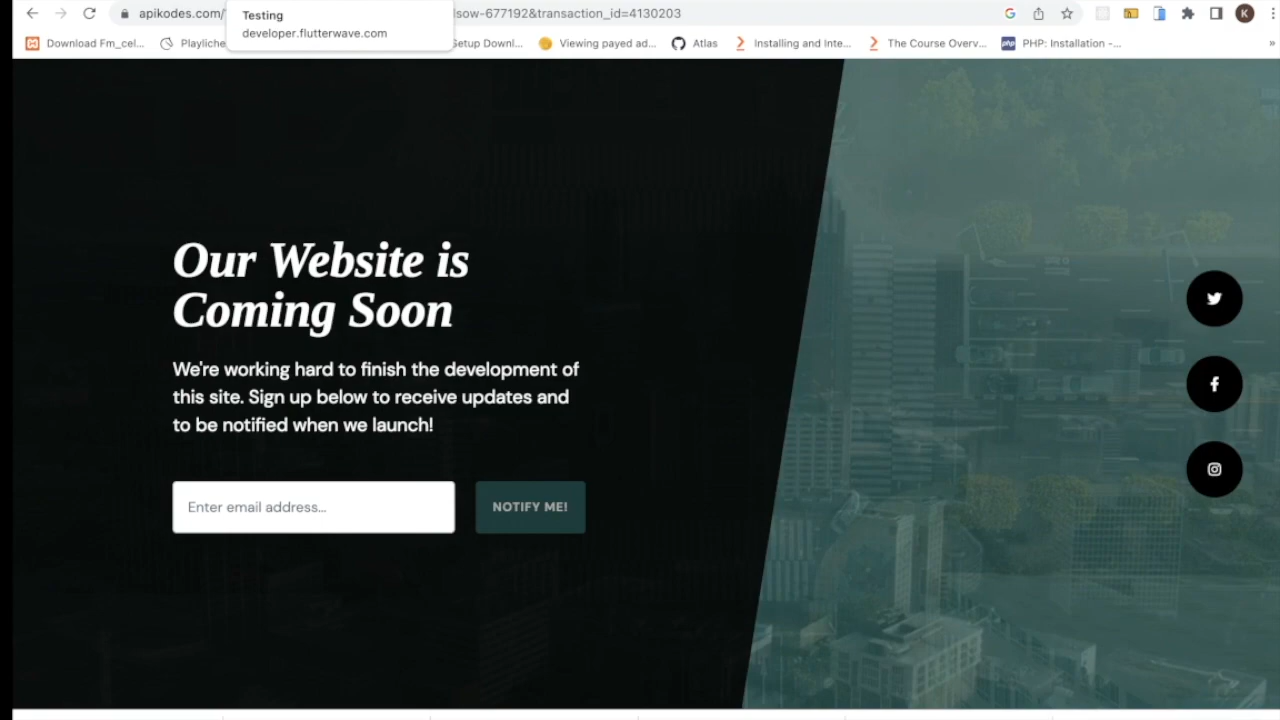 Testing
developer.flutterwave.com
apikodes.com/
lsow-677192&transaction_id=4130203
K
Download Fm_cel...
Playliche
Setup Downl...
Viewing payed ad...
Atlas
Installing and Inte...
The Course Overv...
php
PHP: Installation -...
»
Our Website is
Coming Soon
We're working hard to finish the development of
this site. Sign up below to receive updates and
to be notified when we launch!
Enter email address...
NOTIFY ME!